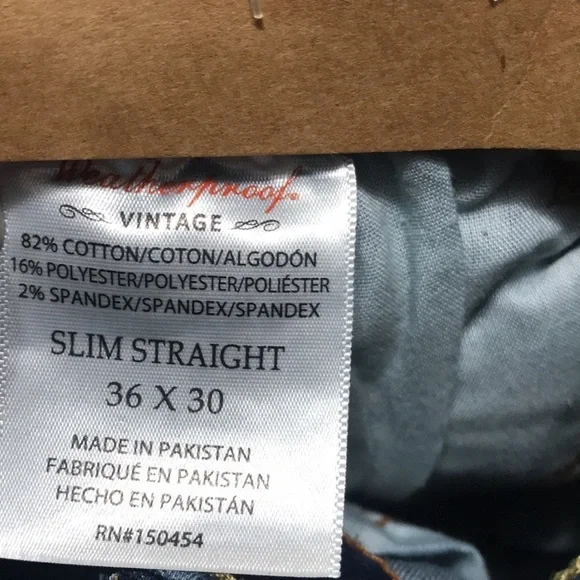 Weatherproof®
VINTAGE
82% COTTON/COTON/ALGODÓN
16% POLYESTER/POLYESTER/POLIÉSTER
2% SPANDEX/SPANDEX/SPANDEX
SLIM STRAIGHT
36 X 30
MADE IN PAKISTAN
FABRIQUÉ EN PAKISTAN
HECHO EN PAKISTÁN
RN#150454